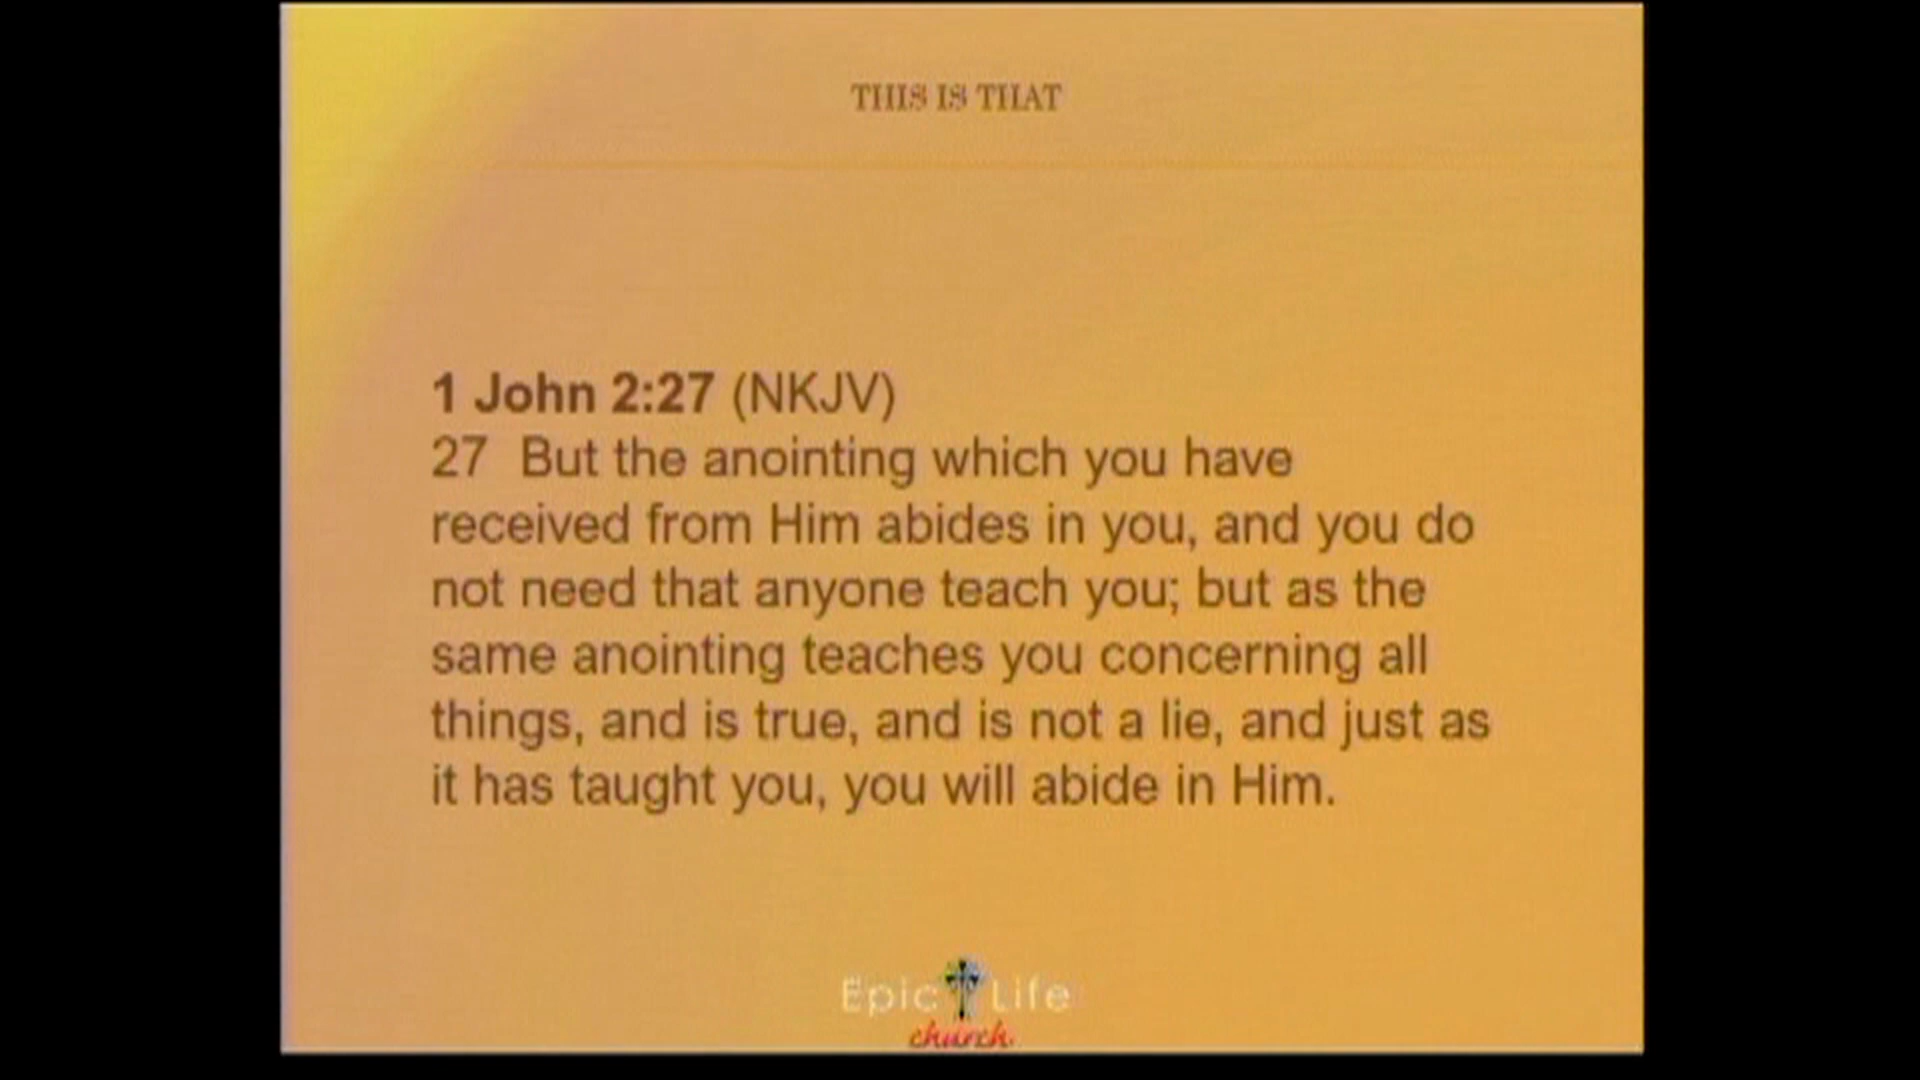 THIS IS THAT
1 John 2:27 (NKJV)
27 But the anointing which you have
received from Him abides in you, and you do
not need that anyone teach you; but as the
same anointing teaches you concerning all
things, and is true, and is not a lie, and just as
it has taught you, you will abide in Him.
Epic Life
church.